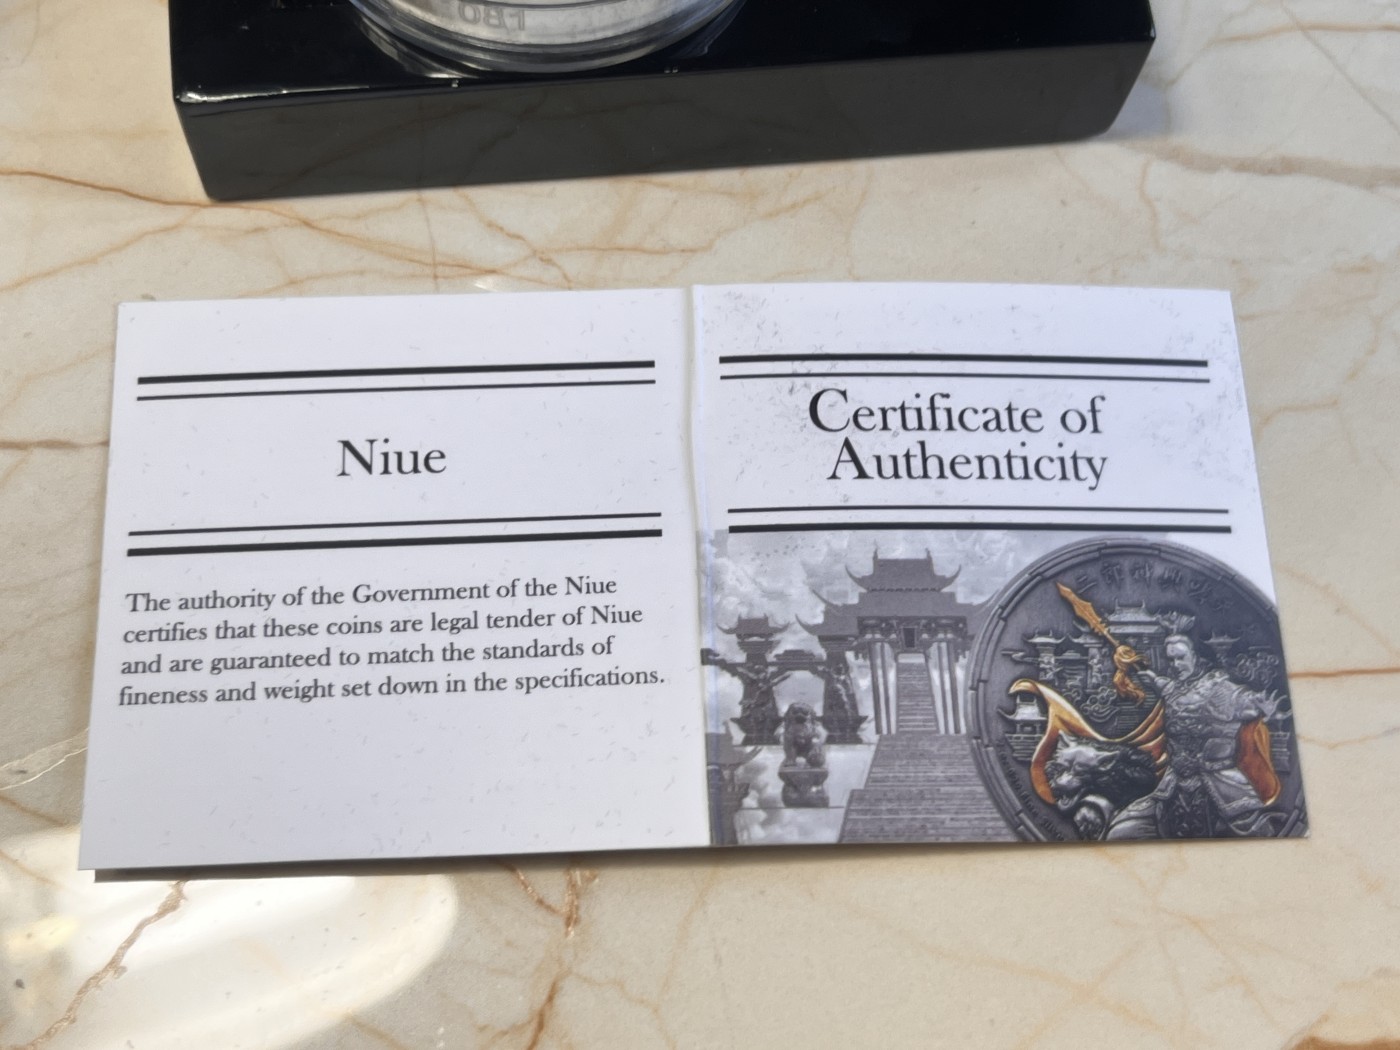 Niue
The authority of the Government of the Niue
certifies that these coins are legal tender of Niue
and are guaranteed to match the standards of
fineness and weight set down in the specifications.
Certificate of
Authenticity